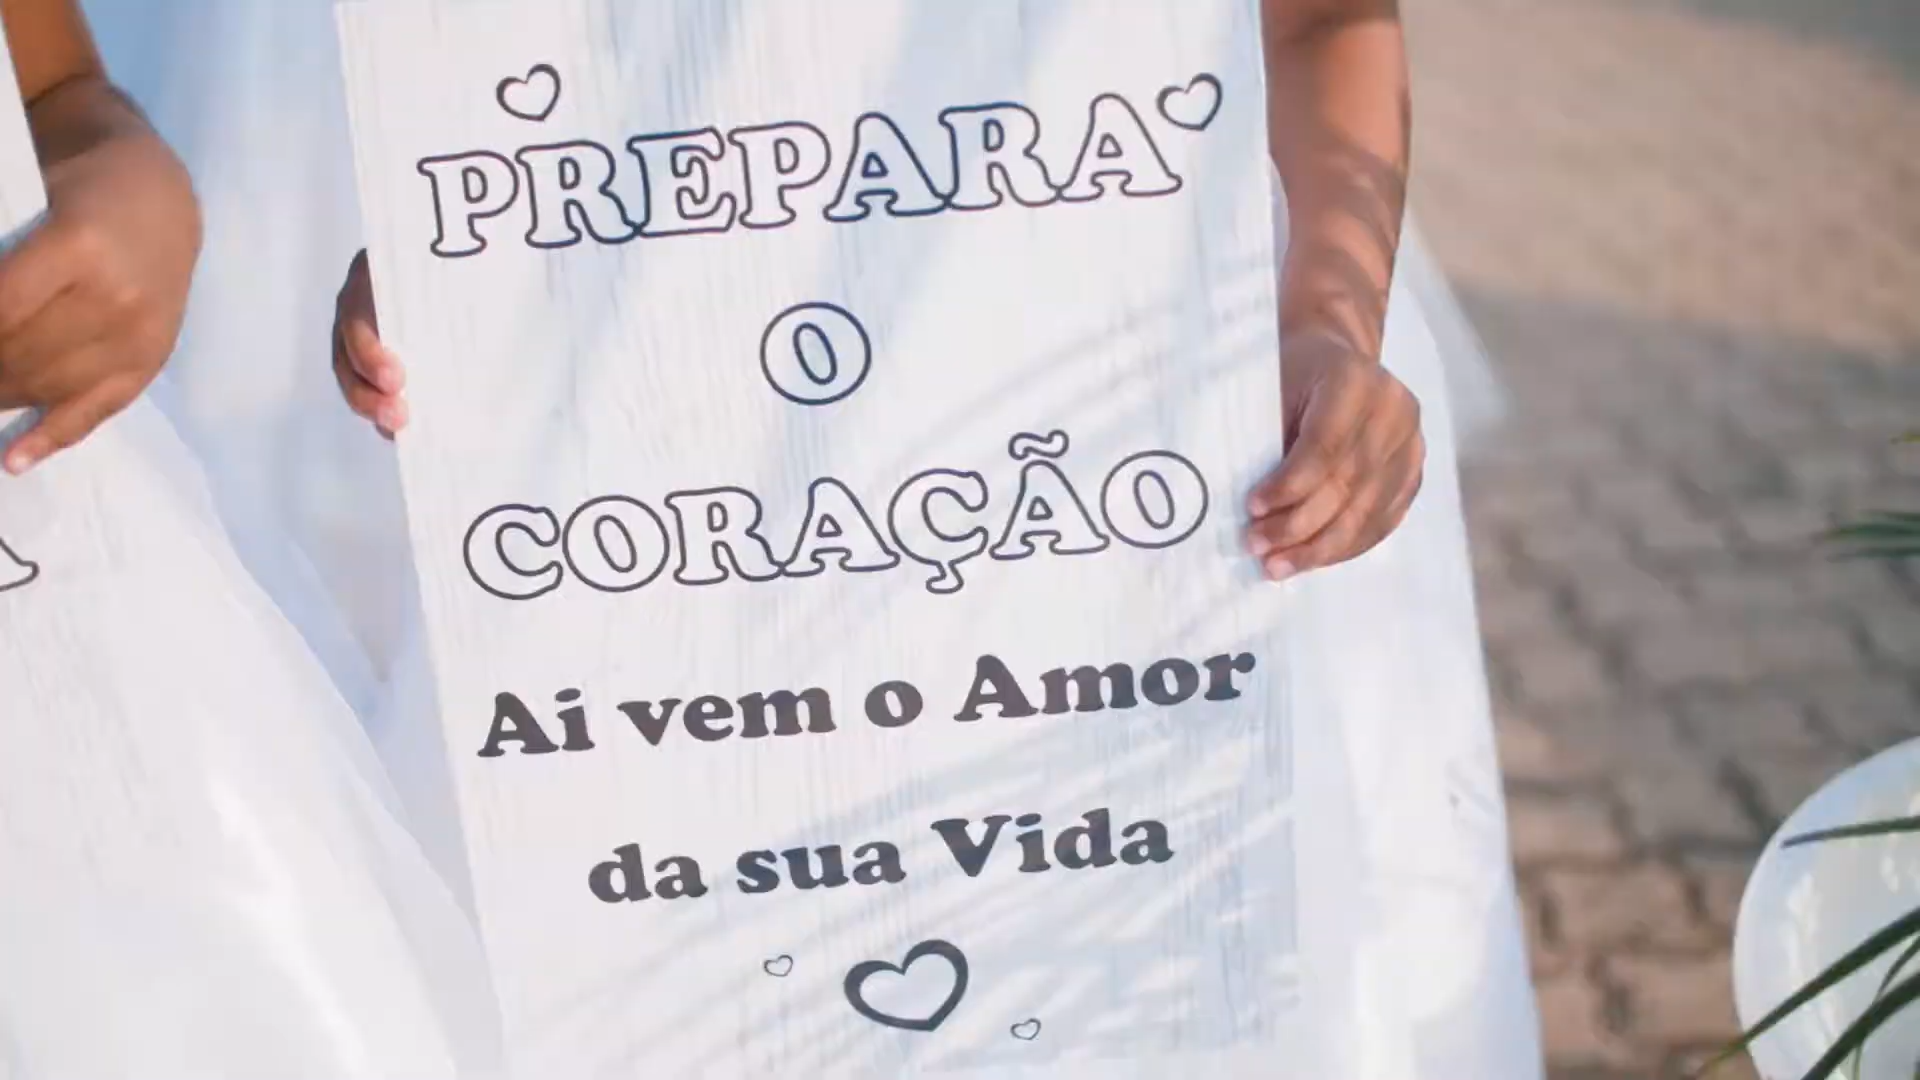 PREPARA
O
CORAÇÃO
Ai vem o Amor
da sua Vida